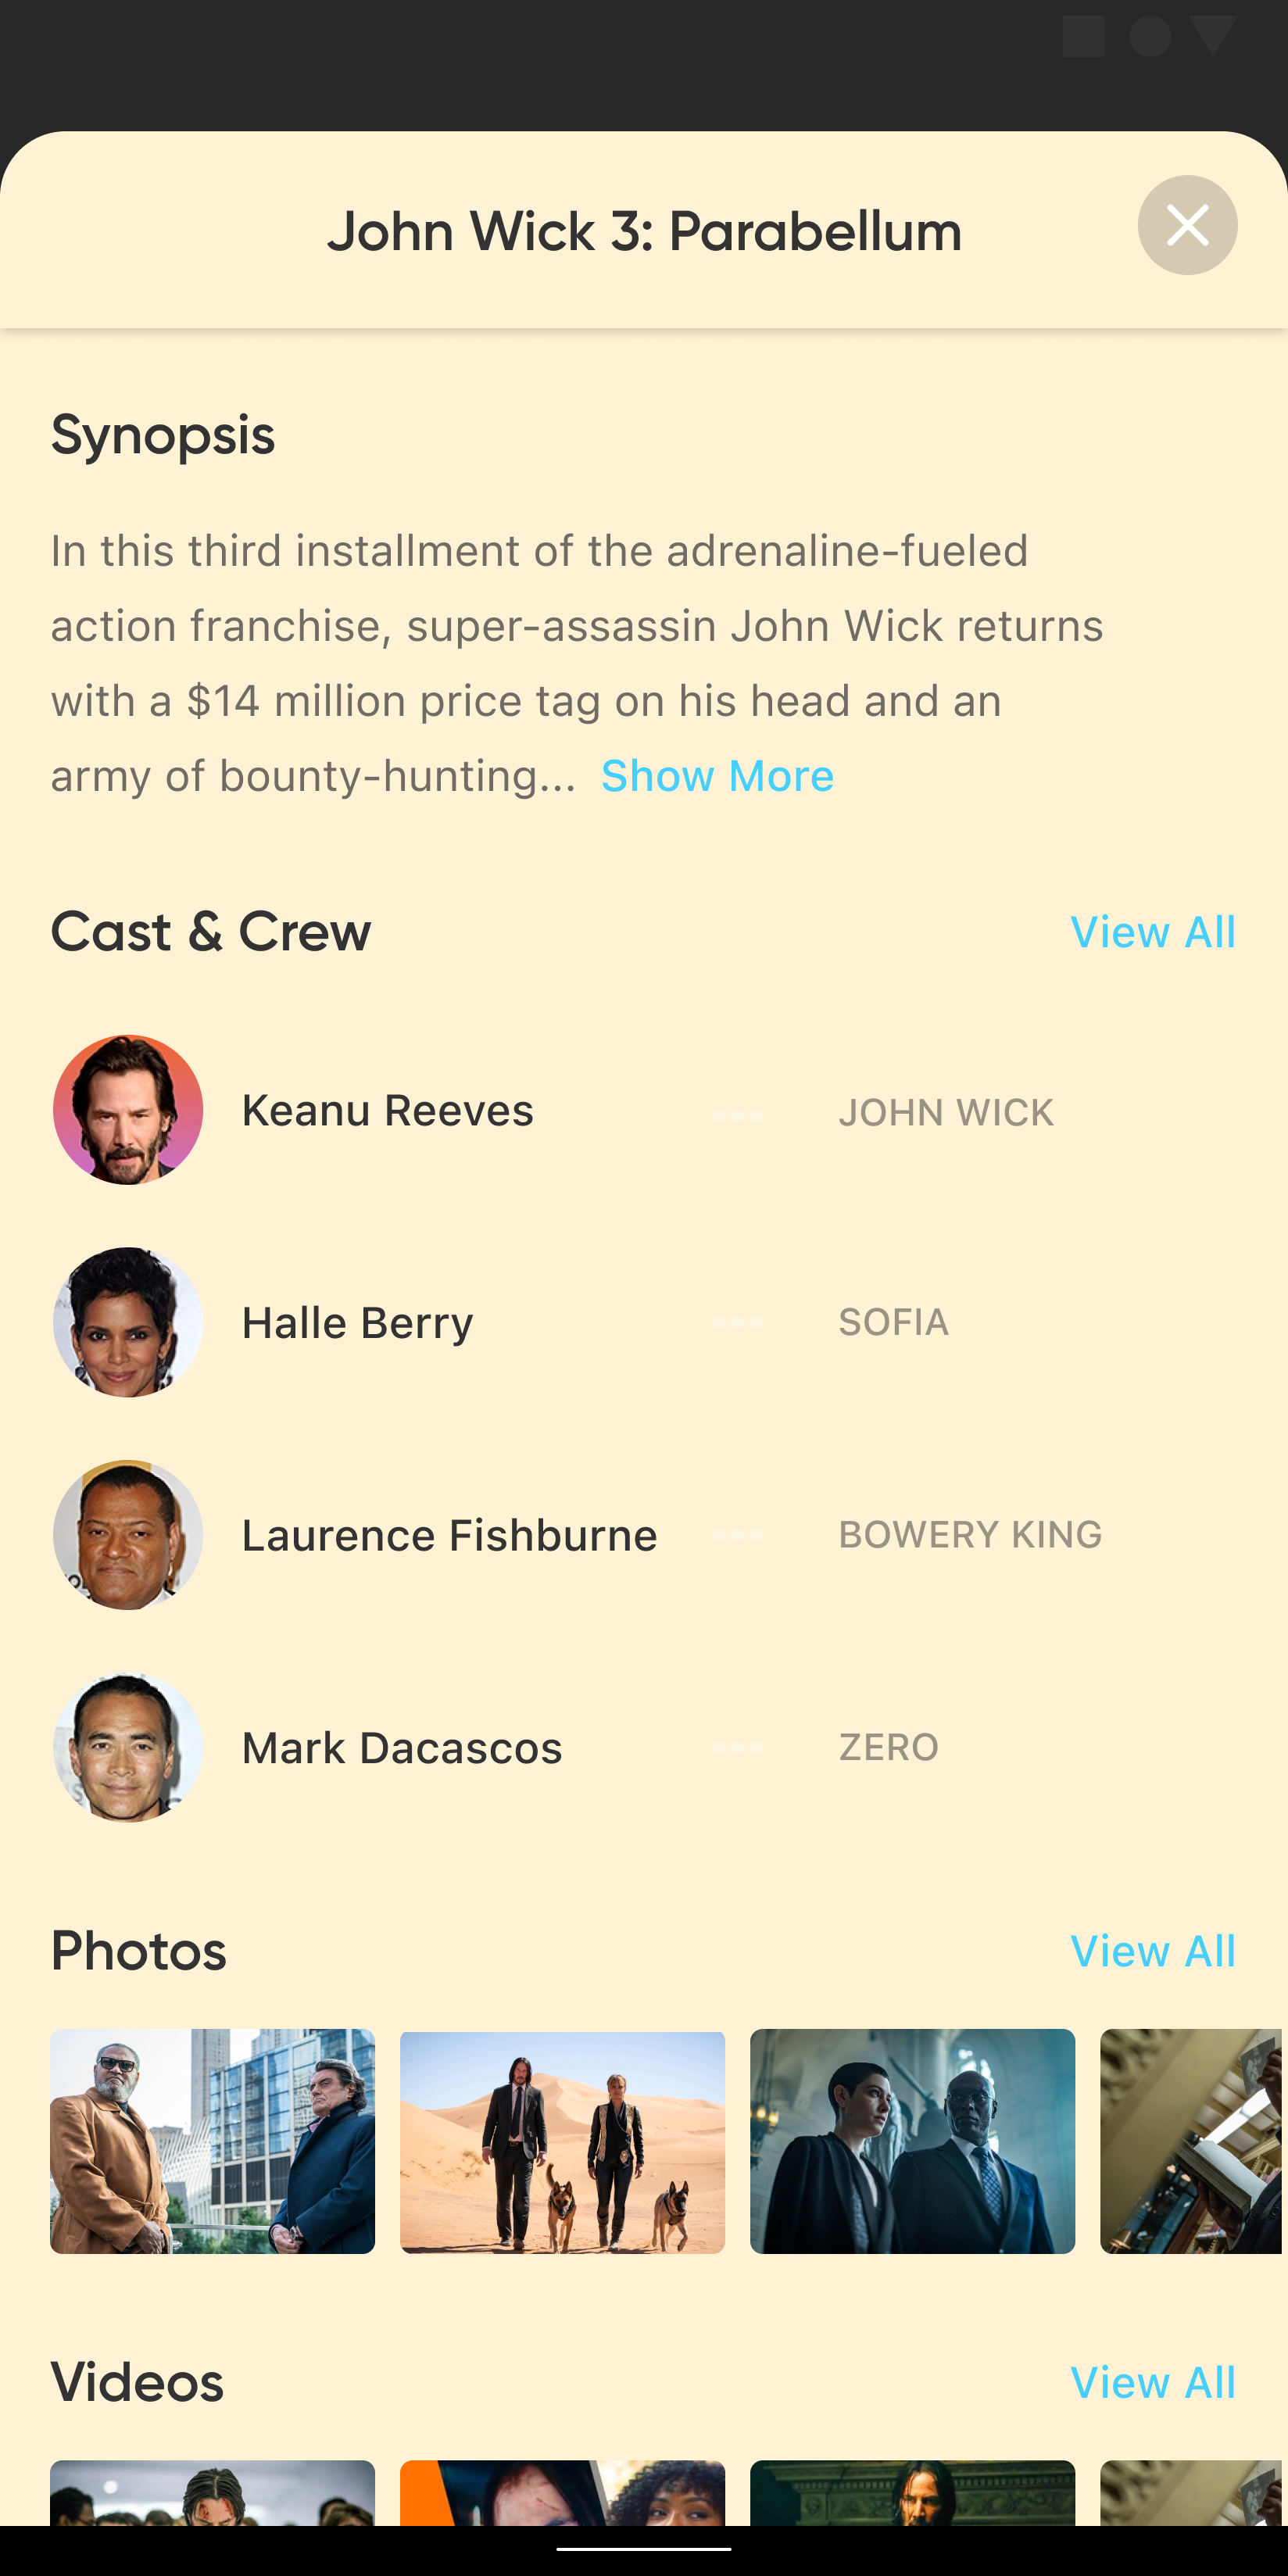 John Wick 3: Parabellum
Synopsis
In this third installment of the adrenaline-fueled
action franchise, super-assassin John Wick returns
with a $14 million price tag on his head and an
army of bounty-hunting... Show More
Cast & Crew View All
Keanu Reeves ... JOHN WICK
Halle Berry ... SOFIA
Laurence Fishburne ... BOWERY KING
Mark Dacascos ... ZERO
Photos View All
Videos View All